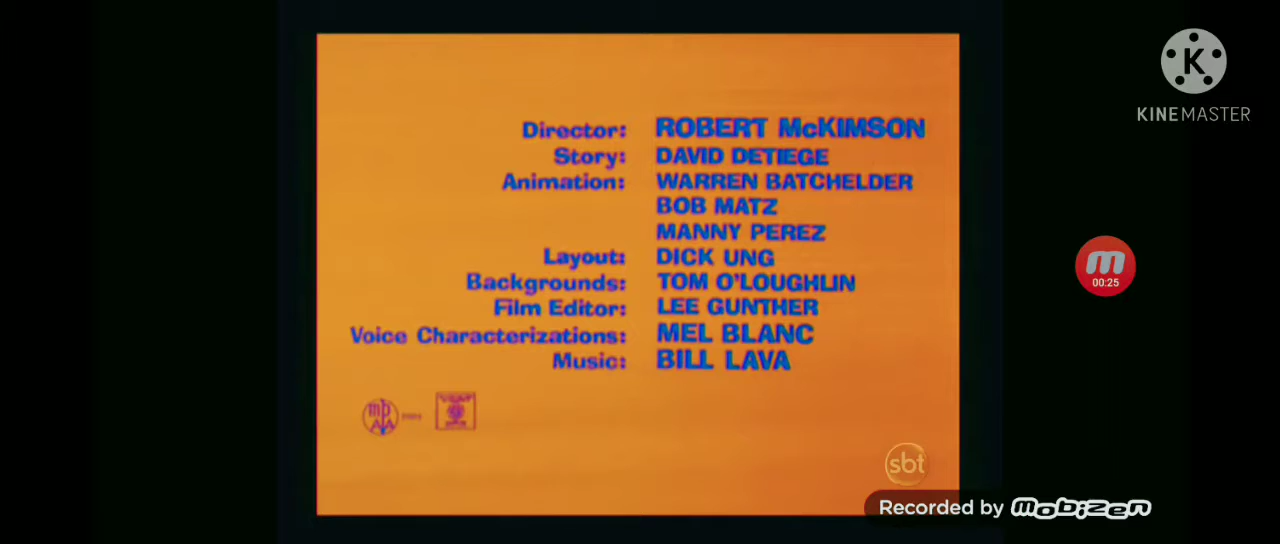 Director: ROBERT McKIMSON
Story: DAVID DETIEGE
Animation: WARREN BATCHELDER
BOB MATZ
MANNY PEREZ
Layout: DICK UNG
Backgrounds: TOM O'LOUGHLIN
Film Editor: LEE GUNTHER
Voice Characterizations: MEL BLANC
Music: BILL LAVA
K
KINEMASTER
m
00:25
sbt
Recorded by mobizen